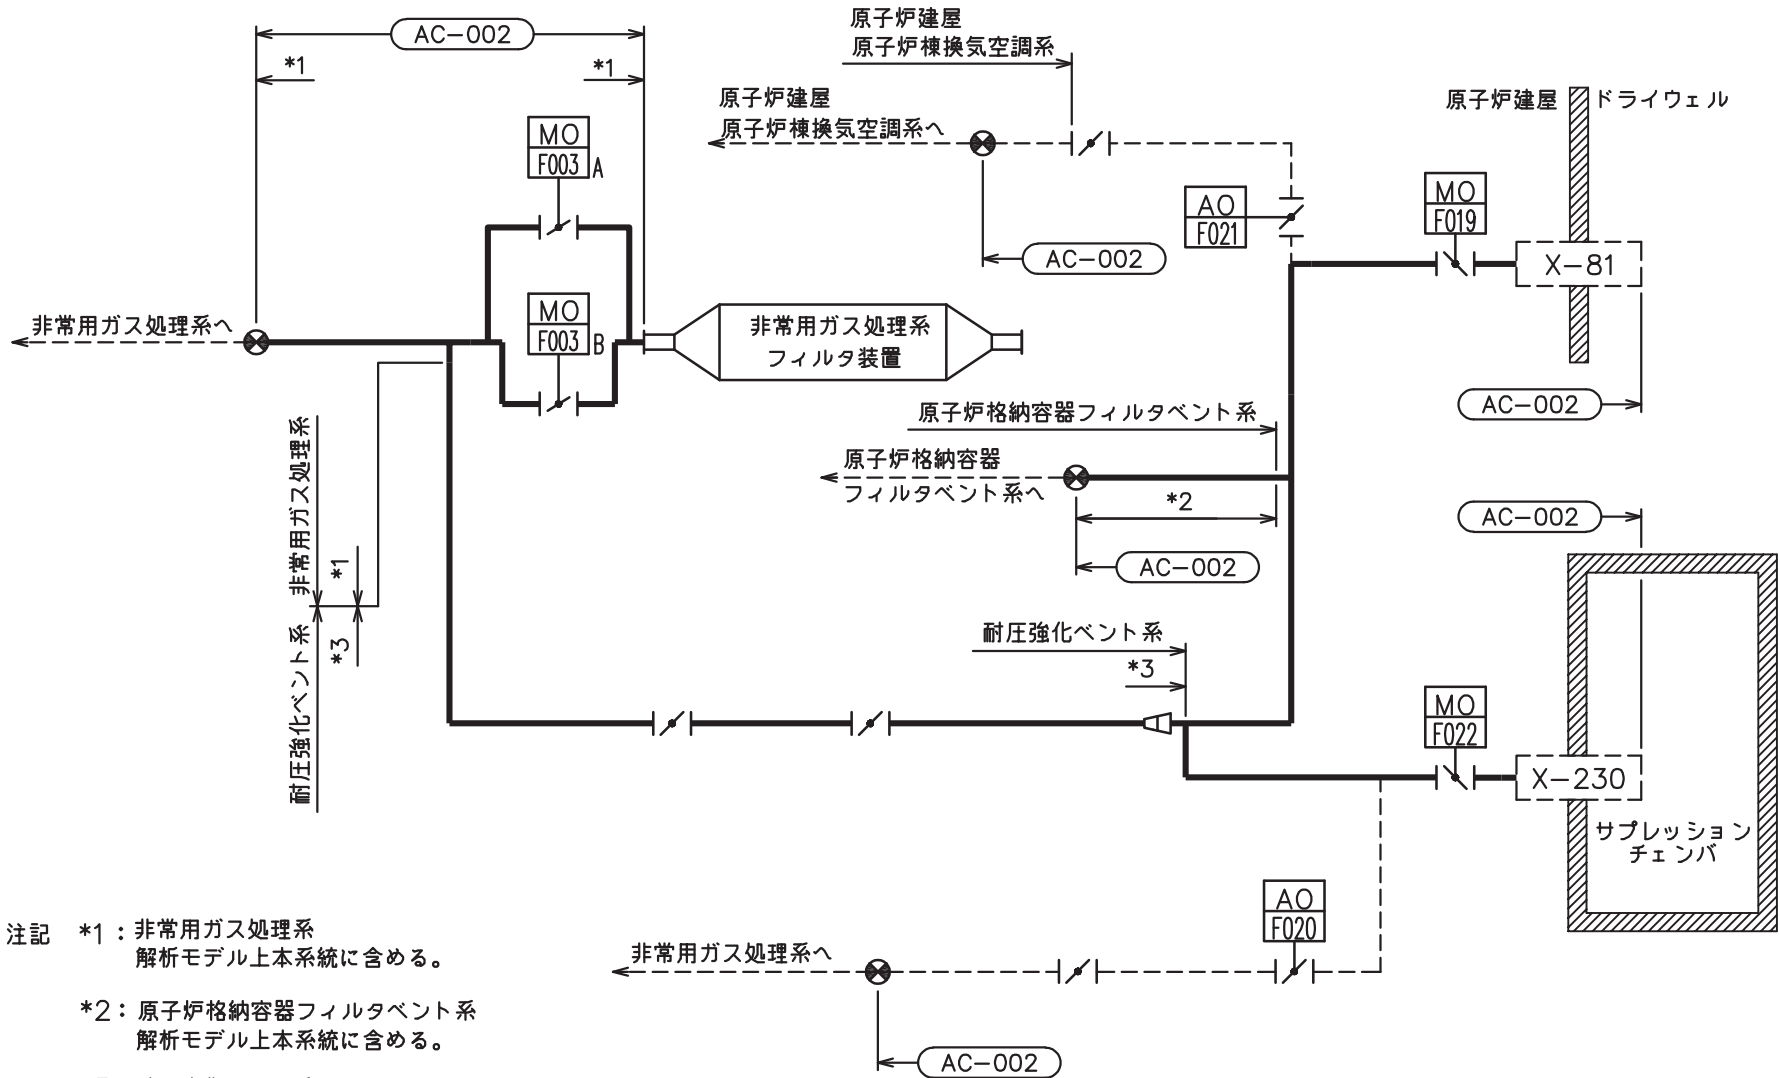 AC-002
*1
*1
原子炉建屋
原子炉棟換気空調系
原子炉建屋
原子炉棟換気空調系へ
原子炉建屋
ドライウェル
MO
F003
A
AO
F021
MO
F019
AC-002
X-81
非常用ガス処理系へ
MO
F003
B
非常用ガス処理系
フィルタ装置
AC-002
原子炉格納容器フィルタベント系
原子炉格納容器
フィルタベント系へ
*2
AC-002
AC-002
非常用ガス処理系
*1
耐圧強化ベント系
*3
耐圧強化ベント系
*3
MO
F022
X-230
サプレッション
チェンバ
AO
F020
非常用ガス処理系へ
AC-002
注記 *1：非常用ガス処理系
解析モデル上本系統に含める。
*2：原子炉格納容器フィルタベント系
解析モデル上本系統に含める。